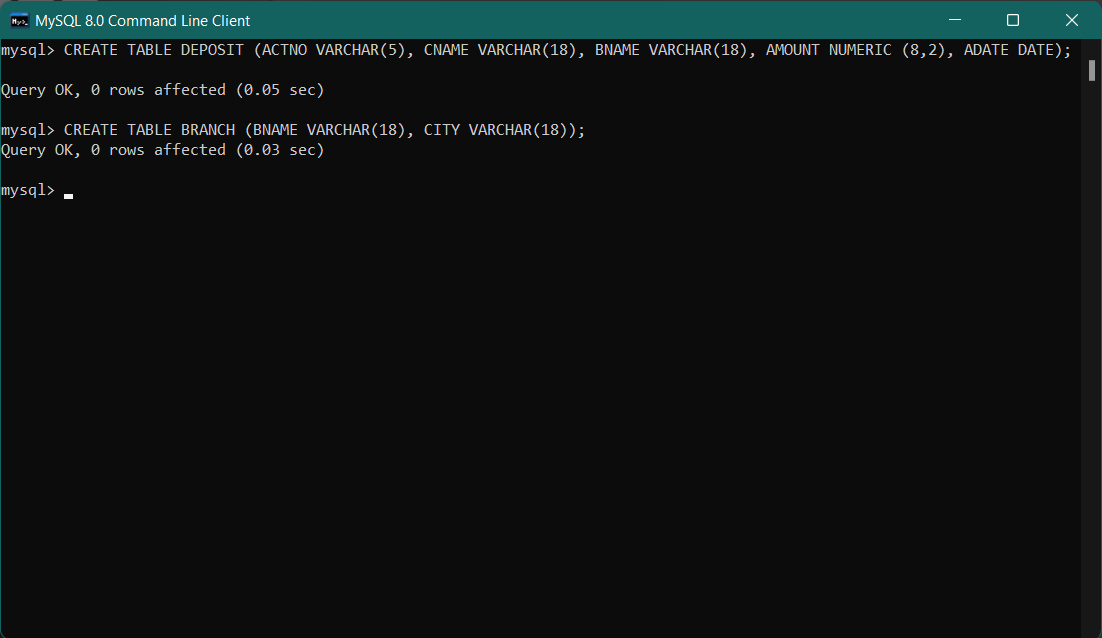 MySQL 8.0 Command Line Client
mysql> CREATE TABLE DEPOSIT (ACTNO VARCHAR(5), CNAME VARCHAR(18), BNAME VARCHAR(18), AMOUNT NUMERIC (8,2), ADATE DATE);
Query OK, 0 rows affected (0.05 sec)
mysql> CREATE TABLE BRANCH (BNAME VARCHAR(18), CITY VARCHAR(18));
Query OK, 0 rows affected (0.03 sec)
mysql>